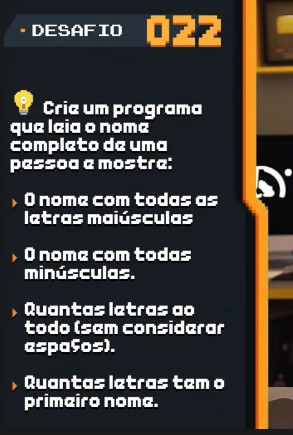 DESAFIO 022
Crie um programa
que leia o nome
completo de uma
pessoa e mostre:
O nome com todas as
letras maiúsculas
O nome com todas
minúsculas.
Quantas letras ao
todo (sem considerar
espaços).
Quantas letras tem o
primeiro nome.